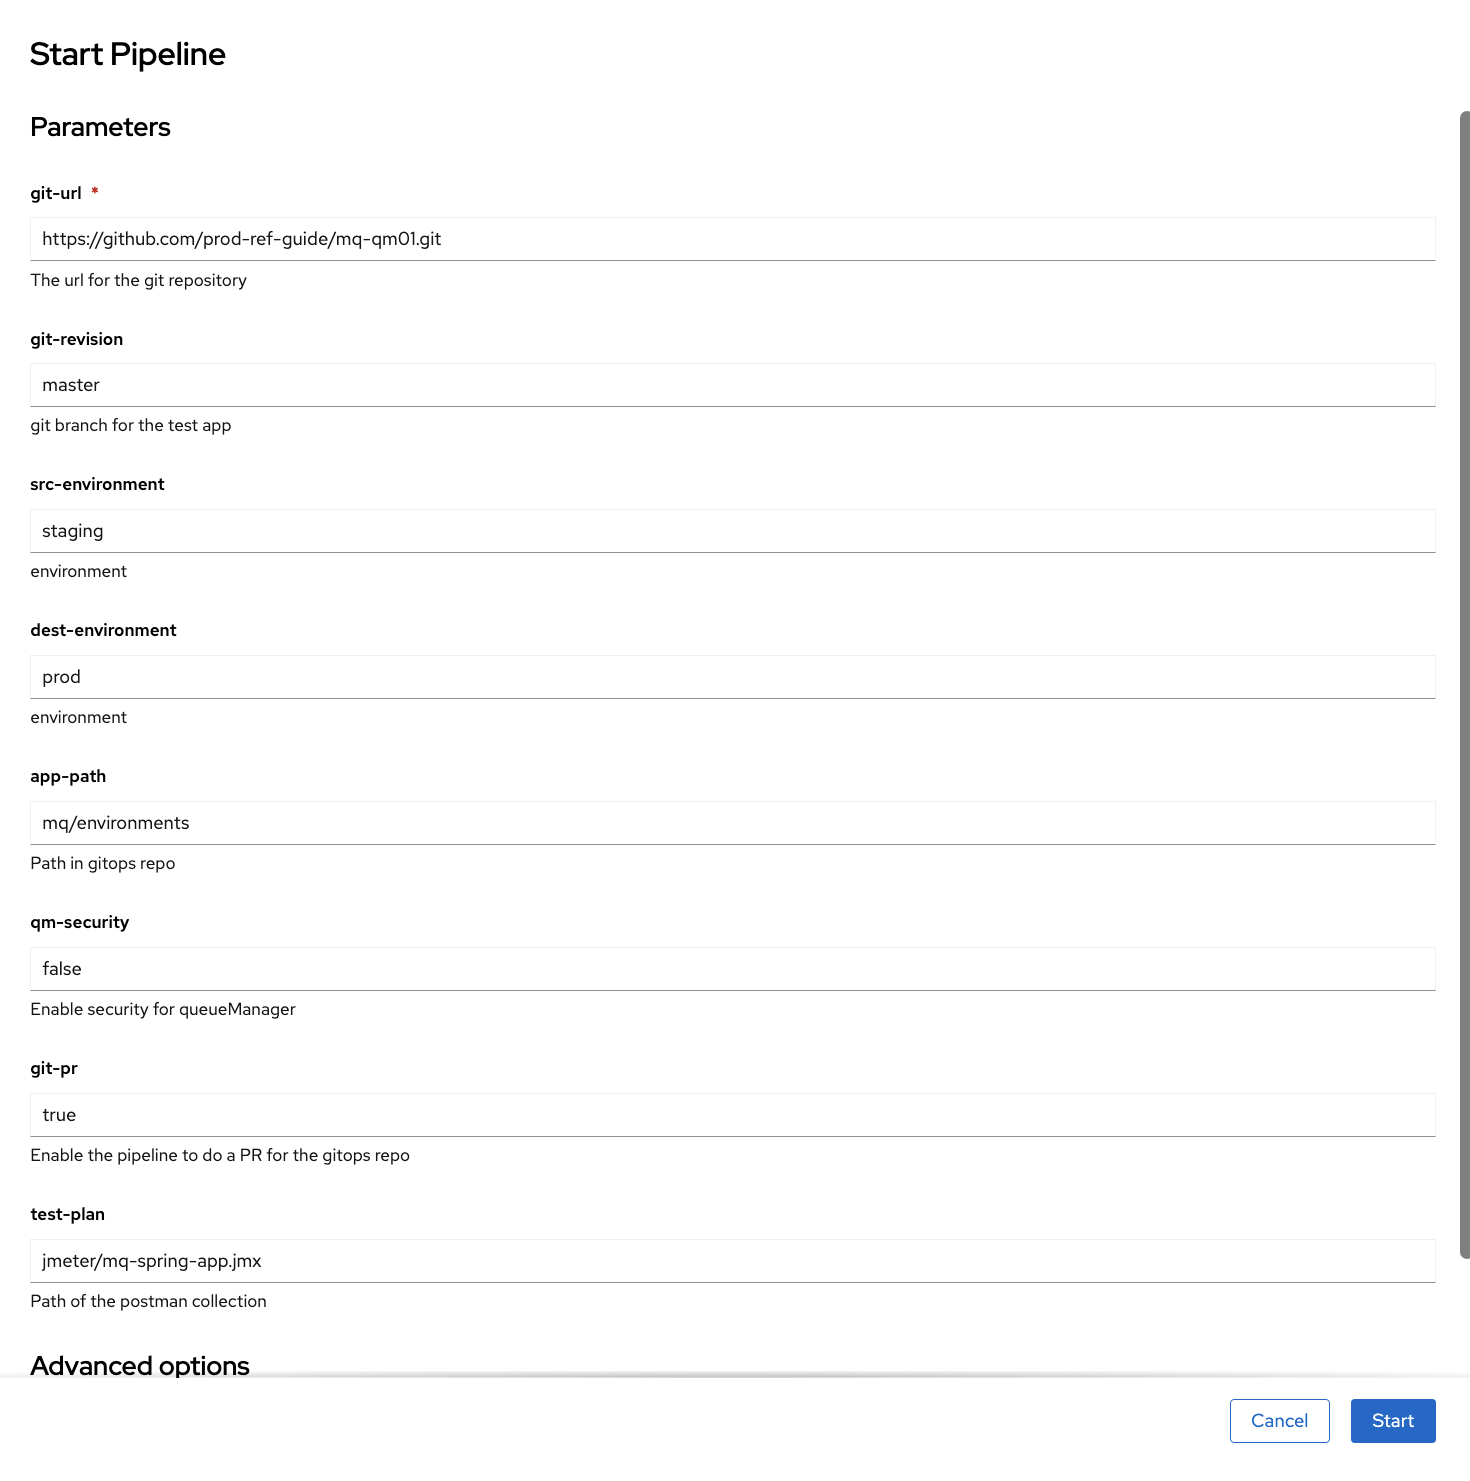 Start Pipeline
Parameters
git-url *
https://github.com/prod-ref-guide/mq-qm01.git
The url for the git repository
git-revision
master
git branch for the test app
src-environment
staging
environment
dest-environment
prod
environment
app-path
mq/environments
Path in gitops repo
qm-security
false
Enable security for queueManager
git-pr
true
Enable the pipeline to do a PR for the gitops repo
test-plan
jmeter/mq-spring-app.jmx
Path of the postman collection
Advanced options
Cancel Start